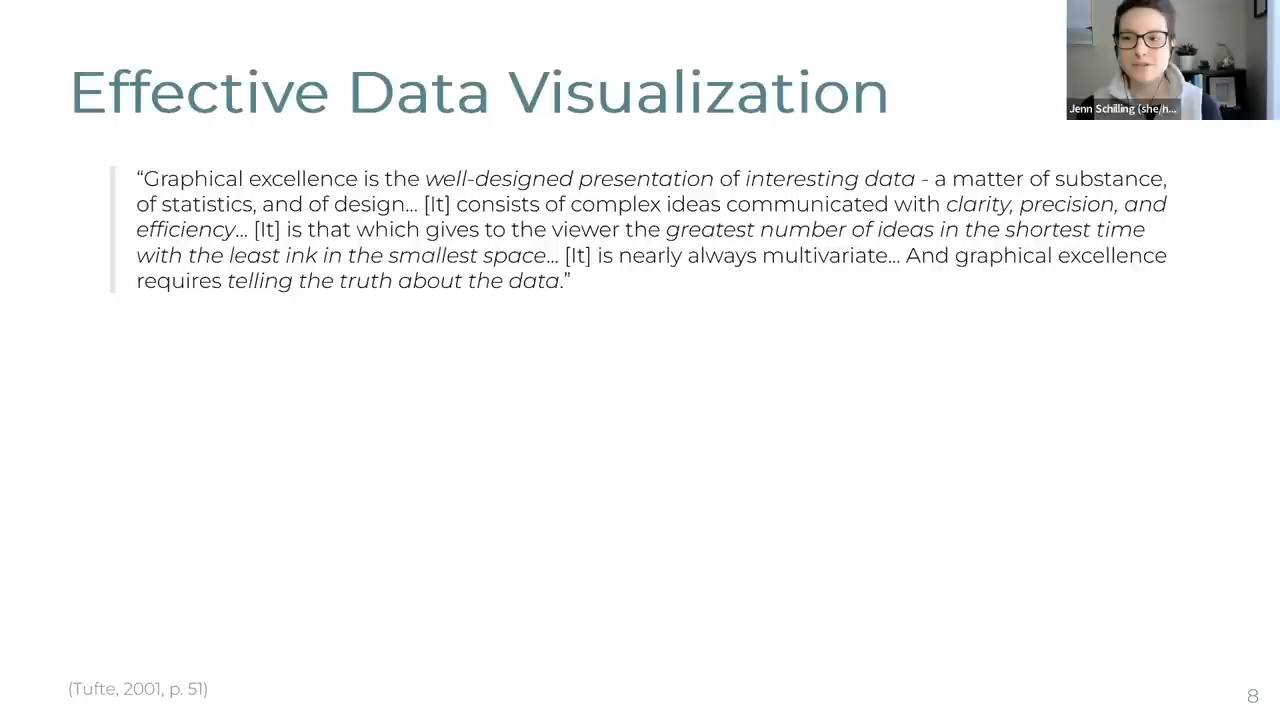 Effective Data Visualization
Jenn Schilling (she/h...
“Graphical excellence is the well-designed presentation of interesting data - a matter of substance,
of statistics, and of design... [It] consists of complex ideas communicated with clarity, precision, and
efficiency... [It] is that which gives to the viewer the greatest number of ideas in the shortest time
with the least ink in the smallest space... [It] is nearly always multivariate... And graphical excellence
requires telling the truth about the data.”
(Tufte, 2001, p. 51)
8